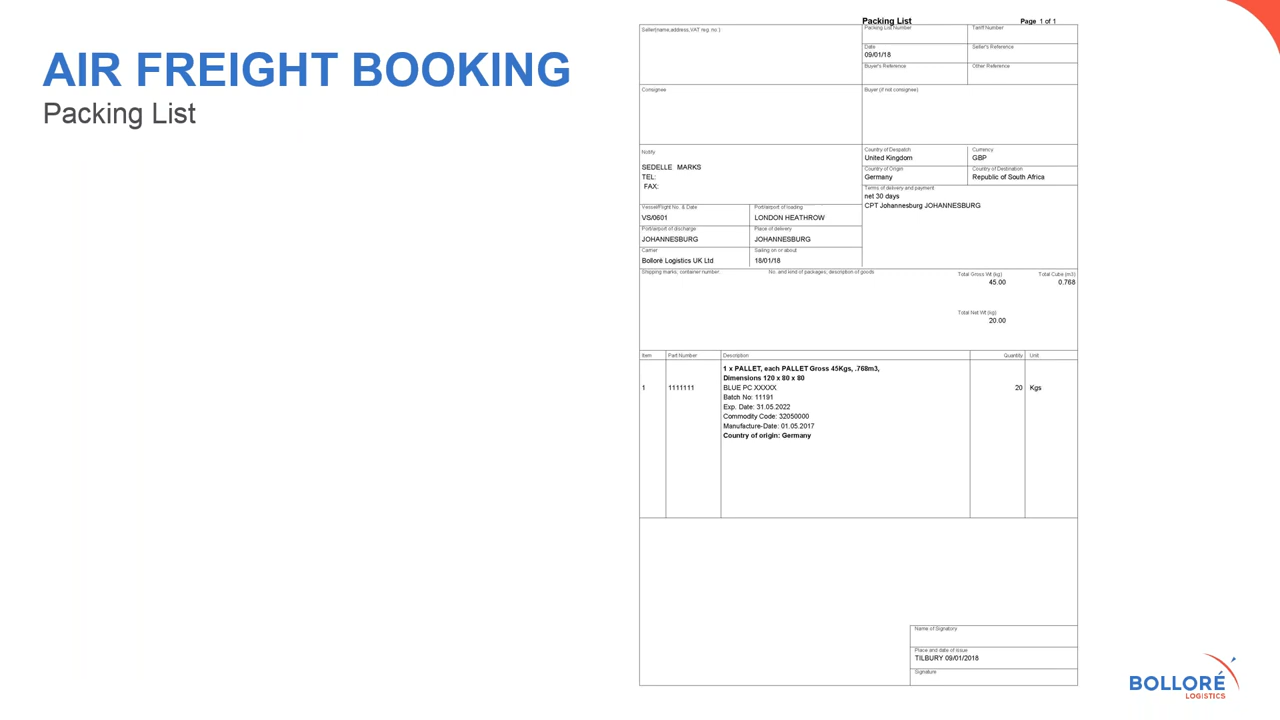 AIR FREIGHT BOOKING
Packing List
Packing List
Page 1 of 1
Seller(name,address,VAT reg. no.):
Packing List Number
Tariff Number
Date
09/01/18
Seller's Reference
Buyer's Reference
Other Reference
Consignee
Buyer (if not consignee)
Notify
SEDELLE MARKS
TEL:
FAX:
Country of Despatch
United Kingdom
Currency
GBP
Country of Origin
Germany
Country of Destination
Republic of South Africa
Terms of delivery and payment
net 30 days
CPT Johannesburg JOHANNESBURG
Vessel/Flight No. & Date
VS/0601
Port/airport of loading
LONDON HEATHROW
Port/airport of discharge
JOHANNESBURG
Place of delivery
JOHANNESBURG
Carrier
Bolloré Logistics UK Ltd
Sailing on or about
18/01/18
Shipping marks; container number:
No. and kind of packages; description of goods
Total Gross Wt (kg)
45.00
Total Cube (m3)
0.768
Total Net Wt (kg)
20.00
Item Part Number Description Quantity Unit
1 x PALLET, each PALLET Gross 45Kgs, .768m3,
Dimensions 120 x 80 x 80
1 1111111 BLUE PC XXXXX 20 Kgs
Batch No: 11191
Exp. Date: 31.05.2022
Commodity Code: 32050000
Manufacture-Date: 01.05.2017
Country of origin: Germany
Name of Signatory
Place and date of issue
TILBURY 09/01/2018
Signature
BOLLORÉ
LOGISTICS